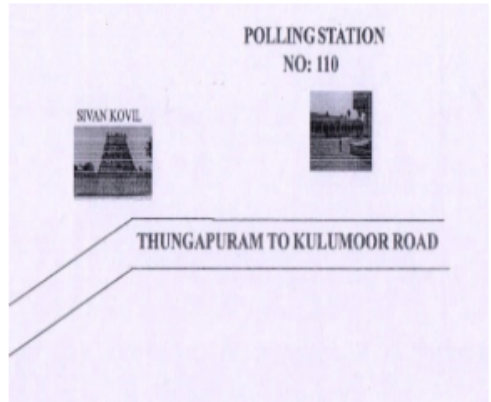 POLLING STATION
NO: 110
SIVAN KOVIL
THUNGAPURAM TO KULUMOOR ROAD